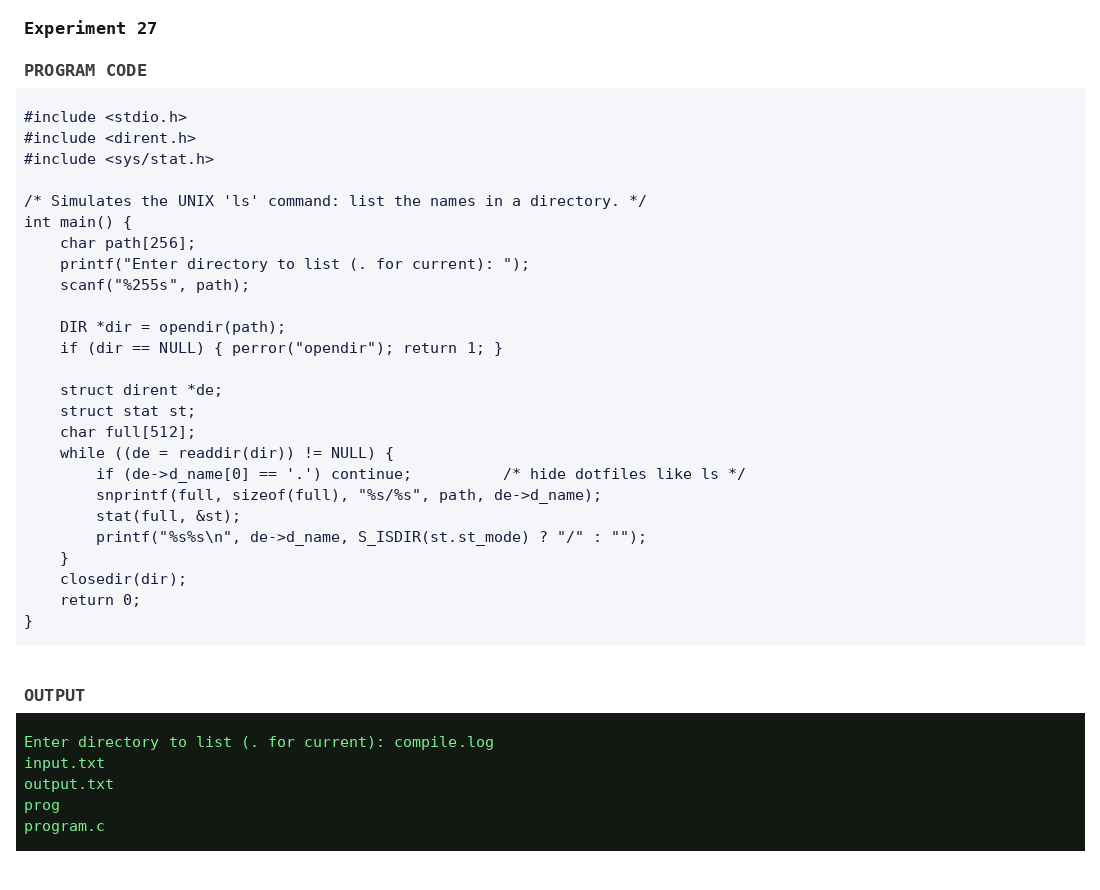 Experiment 27
PROGRAM CODE
#include <stdio.h>
#include <dirent.h>
#include <sys/stat.h>

/* Simulates the UNIX 'ls' command: list the names in a directory. */
int main() {
    char path[256];
    printf("Enter directory to list (. for current): ");
    scanf("%255s", path);

    DIR *dir = opendir(path);
    if (dir == NULL) { perror("opendir"); return 1; }

    struct dirent *de;
    struct stat st;
    char full[512];
    while ((de = readdir(dir)) != NULL) {
        if (de->d_name[0] == '.') continue;          /* hide dotfiles like ls */
        snprintf(full, sizeof(full), "%s/%s", path, de->d_name);
        stat(full, &st);
        printf("%s%s\n", de->d_name, S_ISDIR(st.st_mode) ? "/" : "");
    }
    closedir(dir);
    return 0;
}

OUTPUT
Enter directory to list (. for current): compile.log
input.txt
output.txt
prog
program.c